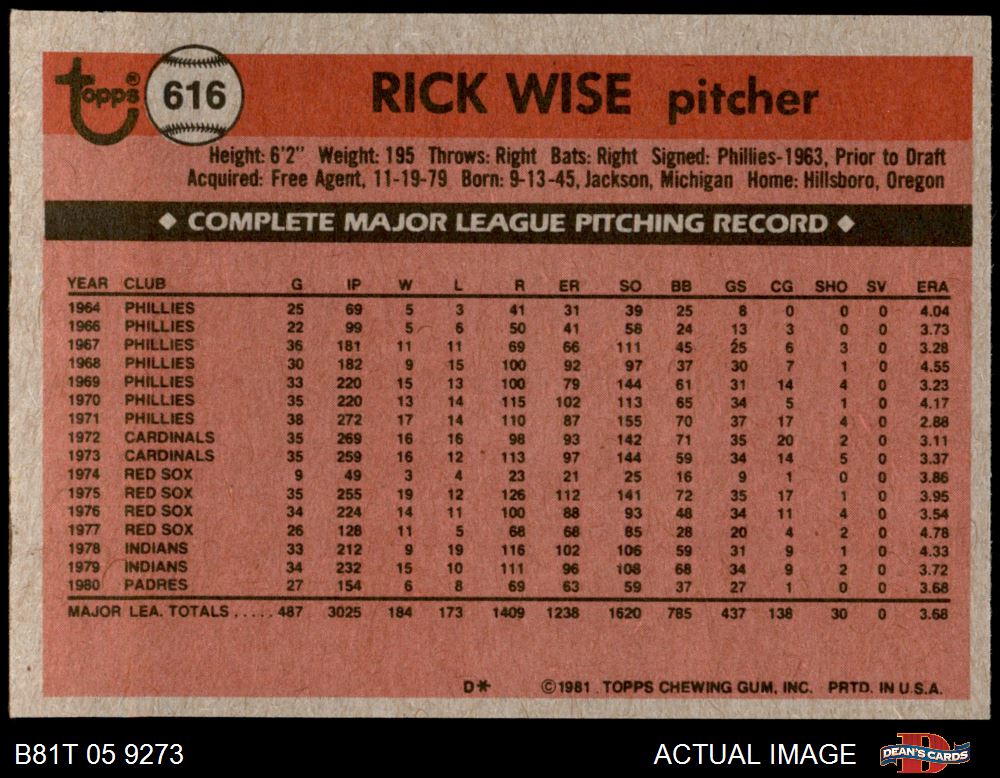 Topps® 616 RICK WISE pitcher
Height: 6'2" Weight: 195 Throws: Right Bats: Right Signed: Phillies-1963, Prior to Draft
Acquired: Free Agent, 11-19-79 Born: 9-13-45, Jackson, Michigan Home: Hillsboro, Oregon
◆ COMPLETE MAJOR LEAGUE PITCHING RECORD ◆
YEAR CLUB G IP W L R ER SO BB GS CG SHO SV ERA
1964 PHILLIES 25 69 5 3 41 31 39 25 8 0 0 0 4.04
1966 PHILLIES 22 99 5 6 50 41 58 24 13 3 0 0 3.73
1967 PHILLIES 36 181 11 11 69 66 111 45 25 6 3 0 3.28
1968 PHILLIES 30 182 9 15 100 92 97 37 30 7 1 0 4.55
1969 PHILLIES 33 220 15 13 100 79 144 61 31 14 4 0 3.23
1970 PHILLIES 35 220 13 14 115 102 113 65 34 5 1 0 4.17
1971 PHILLIES 38 272 17 14 110 87 155 70 37 17 4 0 2.88
1972 CARDINALS 35 269 16 16 98 93 142 71 35 20 2 0 3.11
1973 CARDINALS 35 259 16 12 113 97 144 59 34 14 5 0 3.37
1974 RED SOX 9 49 3 4 23 21 25 16 9 1 0 0 3.86
1975 RED SOX 35 255 19 12 126 112 141 72 35 17 1 0 3.95
1976 RED SOX 34 224 14 11 100 88 93 48 34 11 4 0 3.54
1977 RED SOX 26 128 11 5 68 68 85 28 20 4 2 0 4.78
1978 INDIANS 33 212 9 19 116 102 106 59 31 9 1 0 4.33
1979 INDIANS 34 232 15 10 111 96 108 68 34 9 2 0 3.72
1980 PADRES 27 154 6 8 69 63 59 37 27 1 0 0 3.68
MAJOR LEA. TOTALS ..... 487 3025 184 173 1409 1238 1620 785 437 138 30 0 3.68
D* ©1981 TOPPS CHEWING GUM, INC. PRTD. IN U.S.A.
B81T 05 9273 ACTUAL IMAGE DEAN'S CARDS